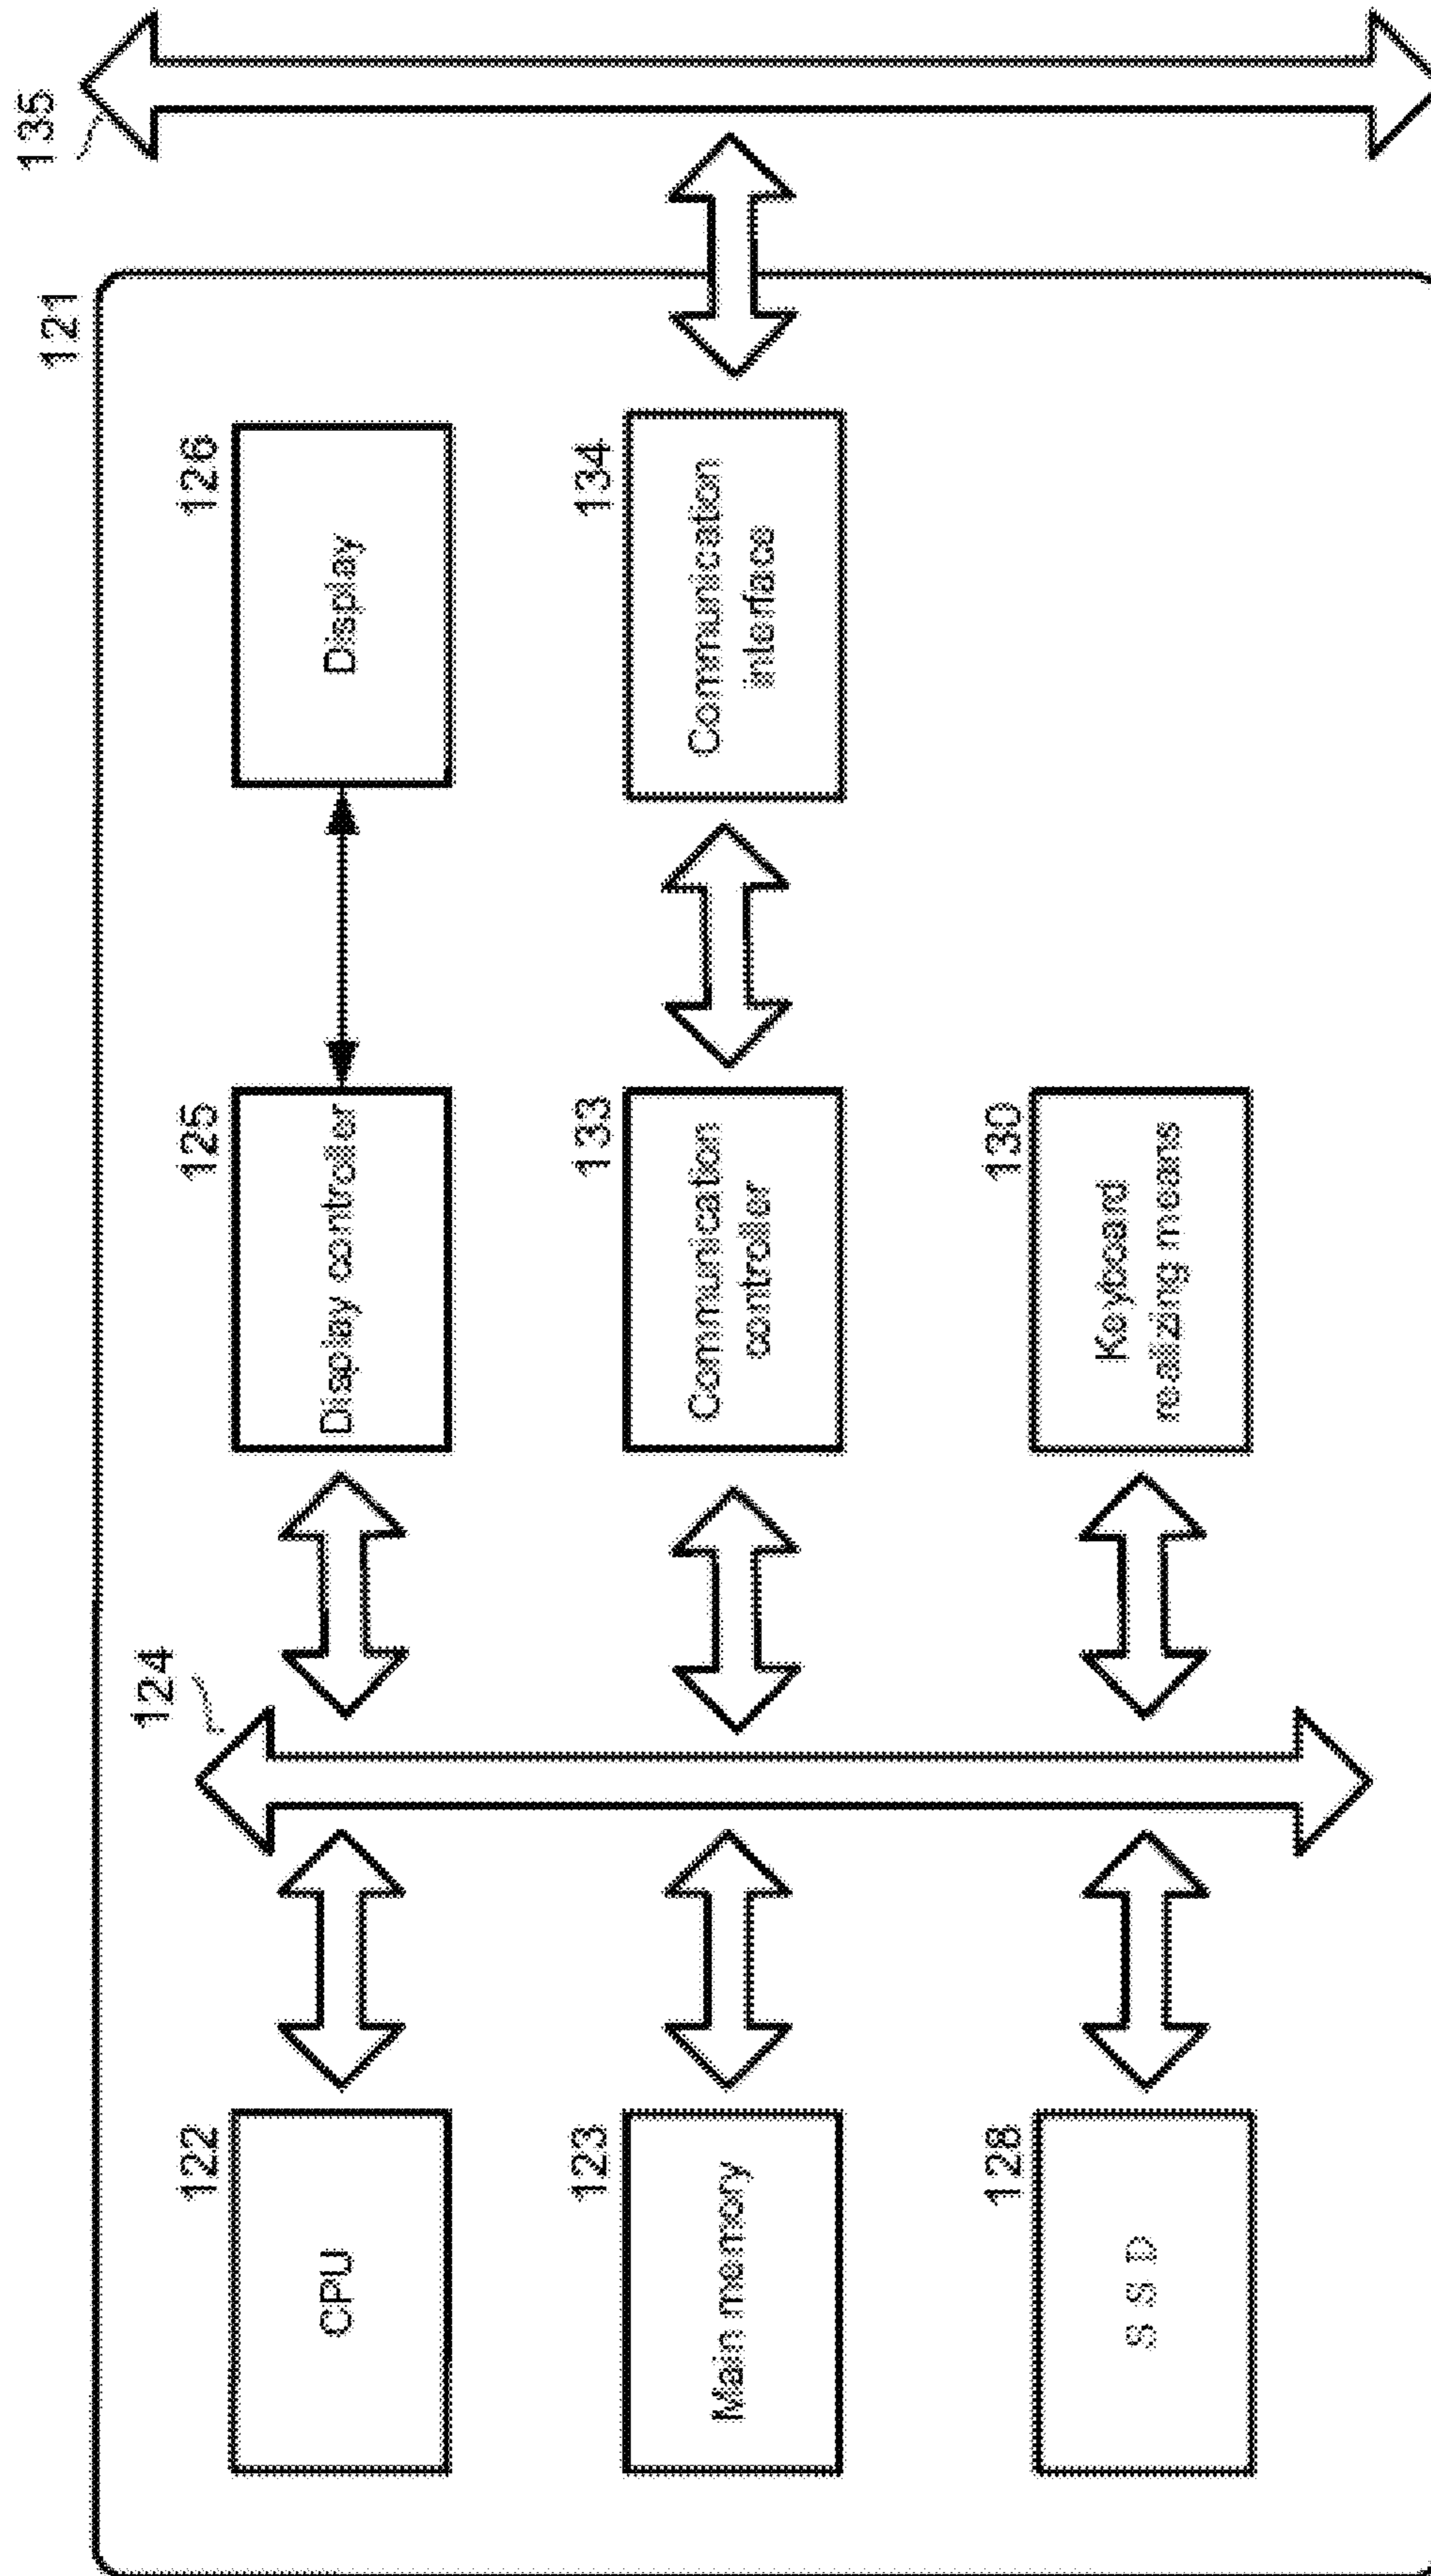 121
135
122
CPU
124
125
Display controller
126
Display
123
Main memory
133
Communication
controller
134
Communication
interface
128
S S D
130
Keyboard
realizing means